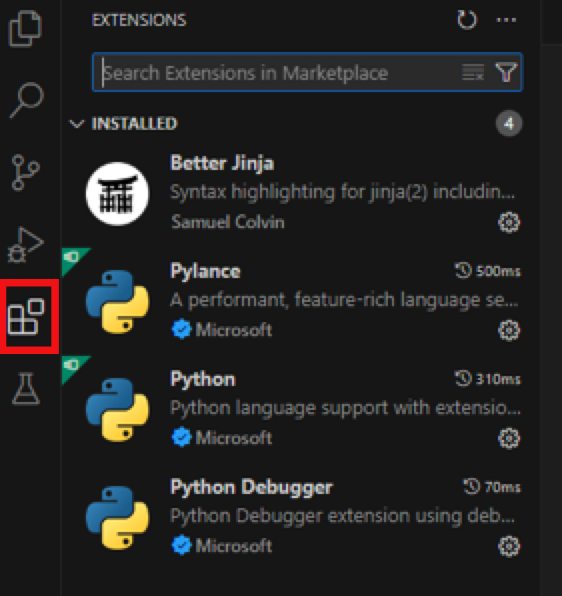 EXTENSIONS
Search Extensions in Marketplace
INSTALLED 4
Better Jinja
Syntax highlighting for jinja(2) includin...
Samuel Colvin
Pylance 500ms
A performant, feature-rich language se...
Microsoft
Python 310ms
Python language support with extensio...
Microsoft
Python Debugger 70ms
Python Debugger extension using deb...
Microsoft